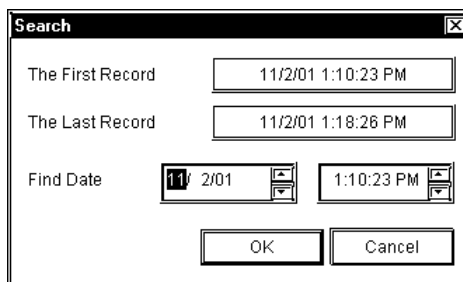 Search
The First Record 11/2/01 1:10:23 PM
The Last Record 11/2/01 1:18:26 PM
Find Date 11/ 2/01 1:10:23 PM
OK Cancel